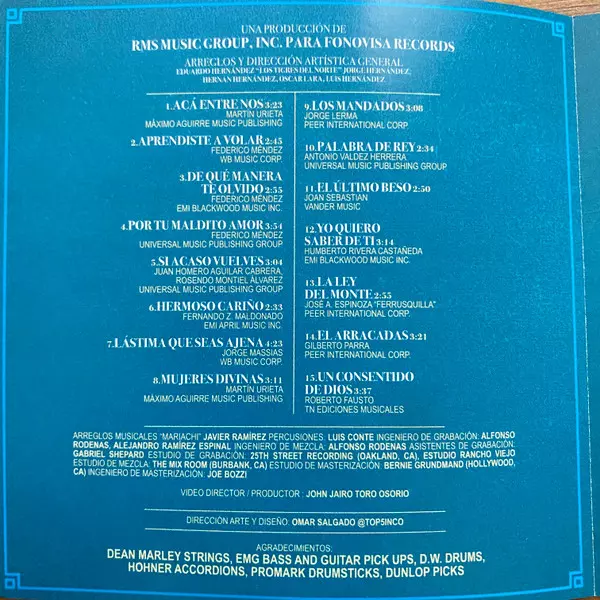 UNA PRODUCCIÓN DE
RMS MUSIC GROUP, INC. PARA FONOVISA RECORDS
ARREGLOS Y DIRECCIÓN ARTÍSTICA GENERAL
EDUARDO HERNÁNDEZ "LOS TIGRES DEL NORTE" JORGE HERNÁNDEZ,
HERNÁN HERNÁNDEZ, OSCAR LARA, LUIS HERNÁNDEZ.
1.ACÁ ENTRE NOS 3:23
MARTÍN URIETA
MÁXIMO AGUIRRE MUSIC PUBLISHING
2.APRENDISTE A VOLAR 2:45
FEDERICO MÉNDEZ
WB MUSIC CORP.
3.DE QUÉ MANERA
TE OLVIDO 2:55
FEDERICO MÉNDEZ
EMI BLACKWOOD MUSIC INC.
4.POR TU MALDITO AMOR 3:54
FEDERICO MÉNDEZ
UNIVERSAL MUSIC PUBLISHING GROUP
5.SI ACASO VUELVES 3:04
JUAN HOMERO AGUILAR CABRERA,
ROSENDO MONTIEL ÁLVAREZ
UNIVERSAL MUSIC PUBLISHING GROUP
6.HERMOSO CARIÑO 2:33
FERNANDO Z. MALDONADO
EMI APRIL MUSIC INC.
7.LÁSTIMA QUE SEAS AJENA 4:23
JORGE MASSIAS
WB MUSIC CORP.
8.MUJERES DIVINAS 3:11
MARTÍN URIETA
MÁXIMO AGUIRRE MUSIC PUBLISHING
9.LOS MANDADOS 3:08
JORGE LERMA
PEER INTERNATIONAL CORP.
10.PALABRA DE REY 2:34
ANTONIO VALDEZ HERRERA
UNIVERSAL MUSIC PUBLISHING GROUP
11.EL ÚLTIMO BESO 2:50
JOAN SEBASTIAN
VANDER MUSIC
12.YO QUIERO
SABER DE TI 3:14
HUMBERTO RIVERA CASTAÑEDA
EMI BLACKWOOD MUSIC INC.
13.LA LEY
DEL MONTE 2:55
JOSÉ A. ESPINOZA "FERRUSQUILLA".
PEER INTERNATIONAL CORP.
14.EL ARRACADAS 3:21
GILBERTO PARRA
PEER INTERNATIONAL CORP.
15.UN CONSENTIDO
DE DIOS 3:37
ROBERTO FAUSTO
TN EDICIONES MUSICALES
ARREGLOS MUSICALES "MARIACHI" JAVIER RAMÍREZ PERCUSIONES. LUIS CONTE INGENIERO DE GRABACIÓN: ALFONSO
RODENAS, ALEJANDRO RAMÍREZ ESPINAL INGENIERO DE MEZCLA: ALFONSO RODENAS ASISTENTES DE GRABACIÓN:
GABRIEL SHEPARD ESTUDIO DE GRABACIÓN: 25TH STREET RECORDING (OAKLAND, CA), ESTUDIO RANCHO VIEJO
ESTUDIO DE MEZCLA: THE MIX ROOM (BURBANK, CA) ESTUDIO DE MASTERIZACIÓN: BERNIE GRUNDMAND (HOLLYWOOD,
CA) INGENIERO DE MASTERIZACIÓN: JOE BOZZI
VIDEO DIRECTOR / PRODUCTOR : JOHN JAIRO TORO OSORIO
DIRECCIÓN ARTE Y DISEÑO: OMAR SALGADO @TOP5INCO
AGRADECIMIENTOS:
DEAN MARLEY STRINGS, EMG BASS AND GUITAR PICK UPS, D.W. DRUMS,
HOHNER ACCORDIONS, PROMARK DRUMSTICKS, DUNLOP PICKS